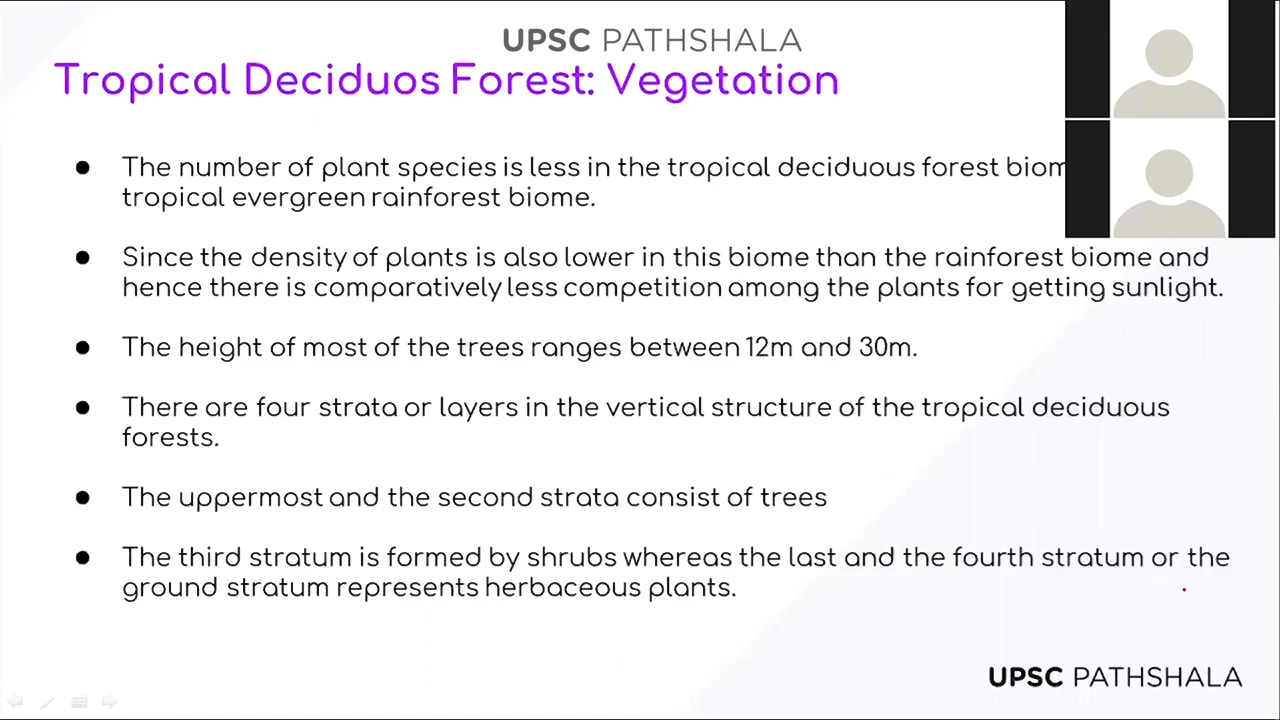 UPSC PATHSHALA
Tropical Deciduos Forest: Vegetation
● The number of plant species is less in the tropical deciduous forest
tropical evergreen rainforest biome.
● Since the density of plants is also lower in this biome than the rainforest biome and
hence there is comparatively less competition among the plants for getting sunlight.
● The height of most of the trees ranges between 12m and 30m.
● There are four strata or layers in the vertical structure of the tropical deciduous
forests.
● The uppermost and the second strata consist of trees
● The third stratum is formed by shrubs whereas the last and the fourth stratum or the
ground stratum represents herbaceous plants.
UPSC PATHSHALA